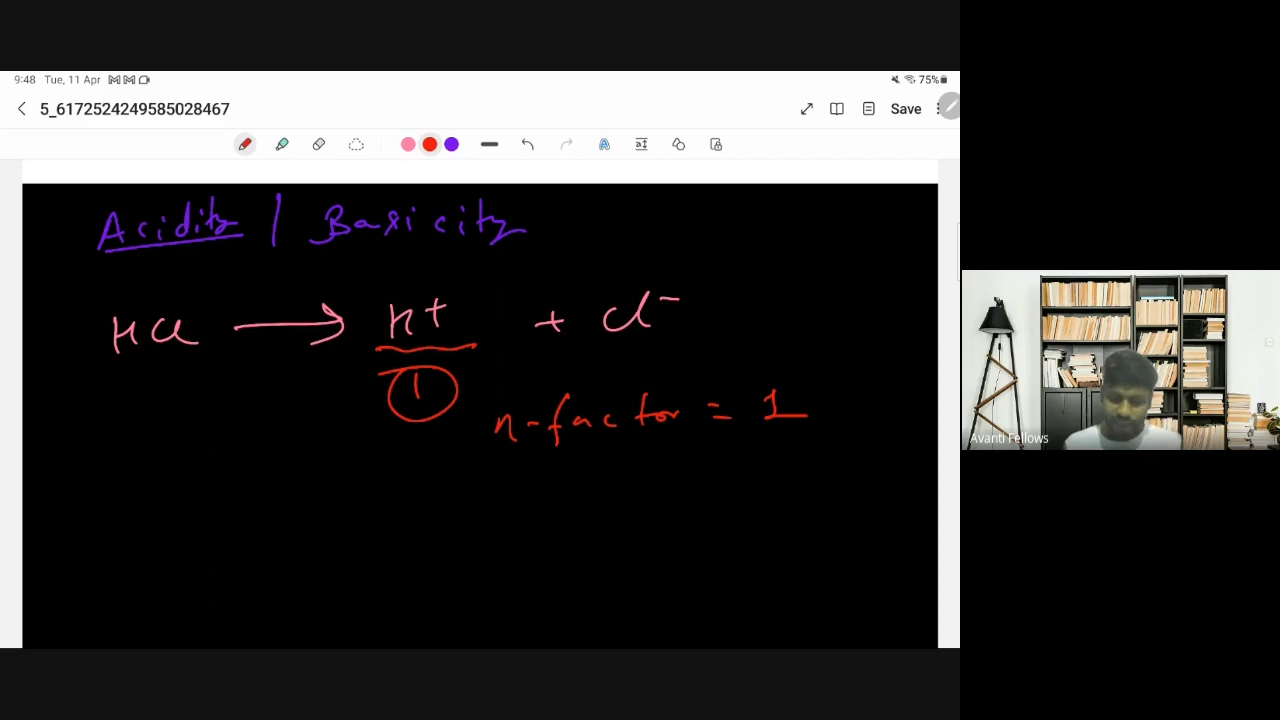 9:48 Tue, 11 Apr 75%
5_6172524249585028467 Save
Acidity | Basicity
HCl ⟶ H+ + Cl⁻
1 n-factor = 1
Avanti Fellows